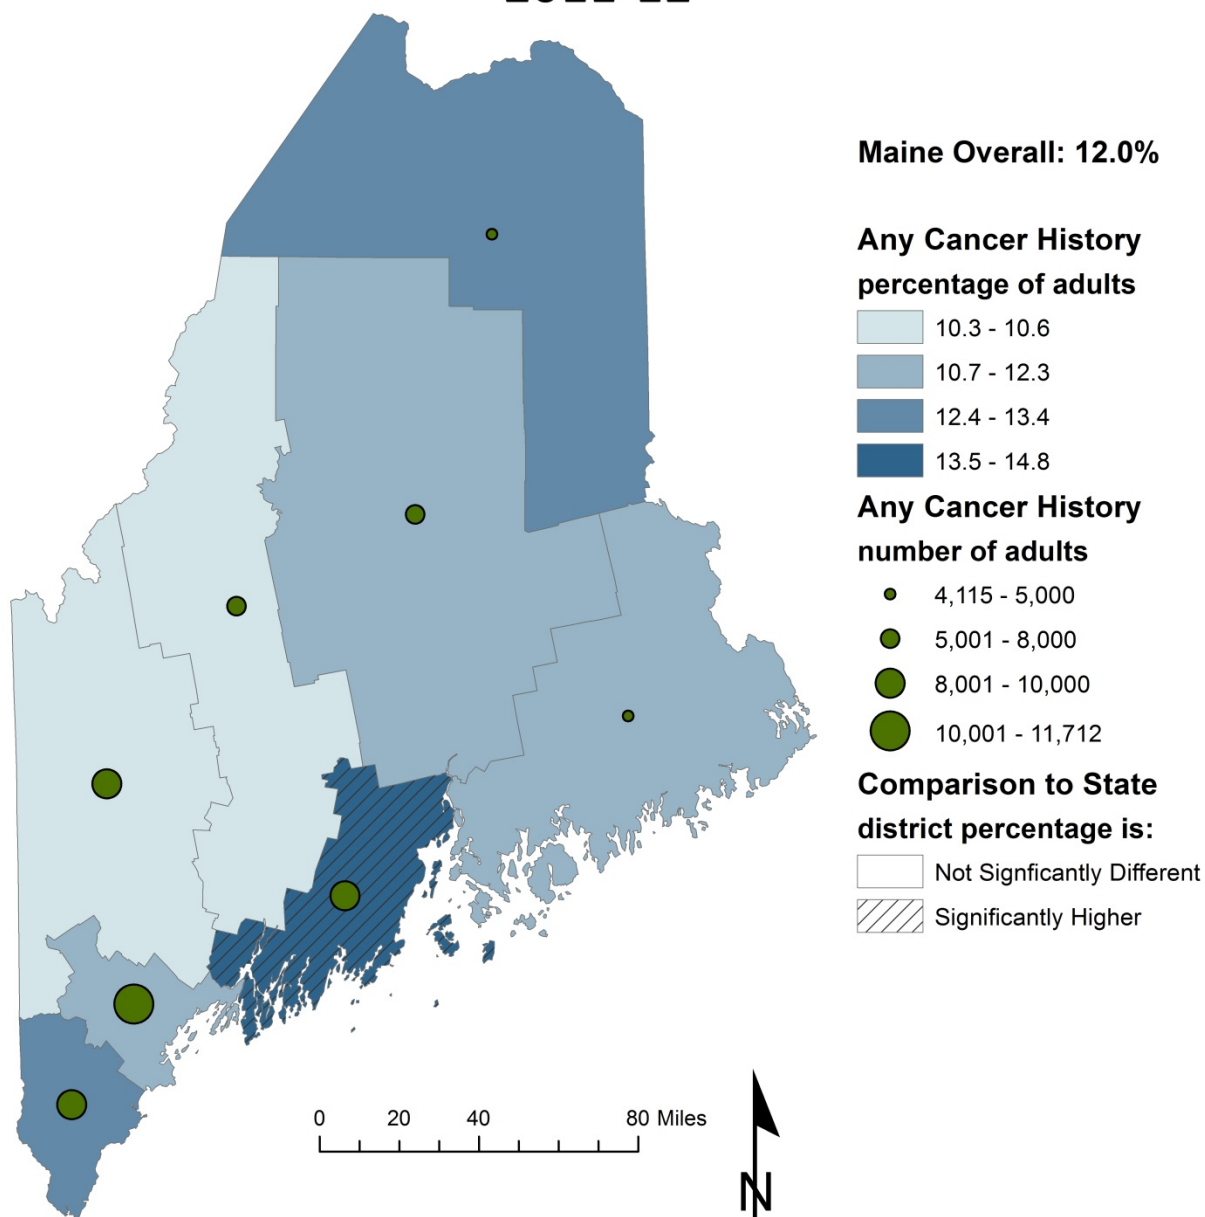 Maine Overall: 12.0%
Any Cancer History
percentage of adults
10.3 - 10.6
10.7 - 12.3
12.4 - 13.4
13.5 - 14.8
Any Cancer History
number of adults
4,115 - 5,000
5,001 - 8,000
8,001 - 10,000
10,001 - 11,712
Comparison to State
district percentage is:
Not Signficantly Different
Significantly Higher
0 20 40 80 Miles
N